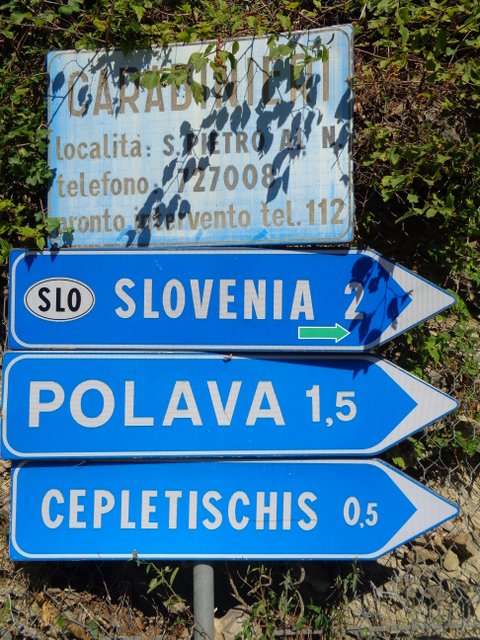 CARABINIERI
località: S. PIETRO AL N.
telefono: 727008
pronto intervento tel. 112
SLO SLOVENIA 2
POLAVA 1,5
CEPLETISCHIS 0,5